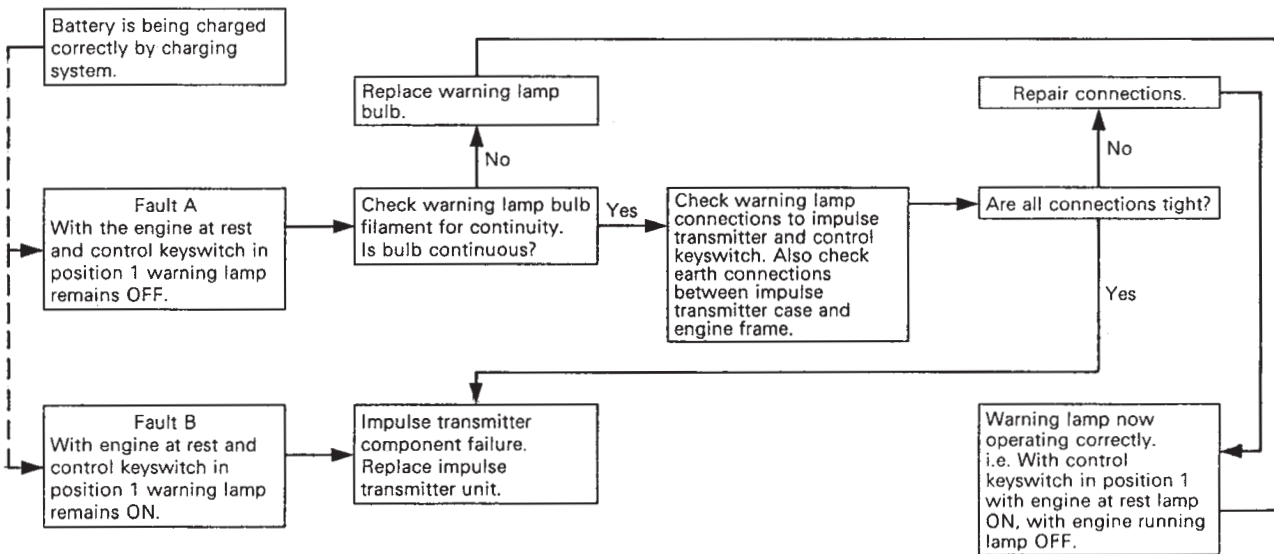 Battery is being charged
correctly by charging
system.
Replace warning lamp
bulb.
Repair connections.
No
No
Fault A
With the engine at rest
and control keyswitch in
position 1 warning lamp
remains OFF.
Check warning lamp bulb
filament for continuity.
Is bulb continuous?
Yes
Check warning lamp
connections to impulse
transmitter and control
keyswitch. Also check
earth connections
between impulse
transmitter case and
engine frame.
Are all connections tight?
Yes
Fault B
With engine at rest and
control keyswitch in
position 1 warning lamp
remains ON.
Impulse transmitter
component failure.
Replace impulse
transmitter unit.
Warning lamp now
operating correctly.
i.e. With control
keyswitch in position 1
with engine at rest lamp
ON, with engine running
lamp OFF.